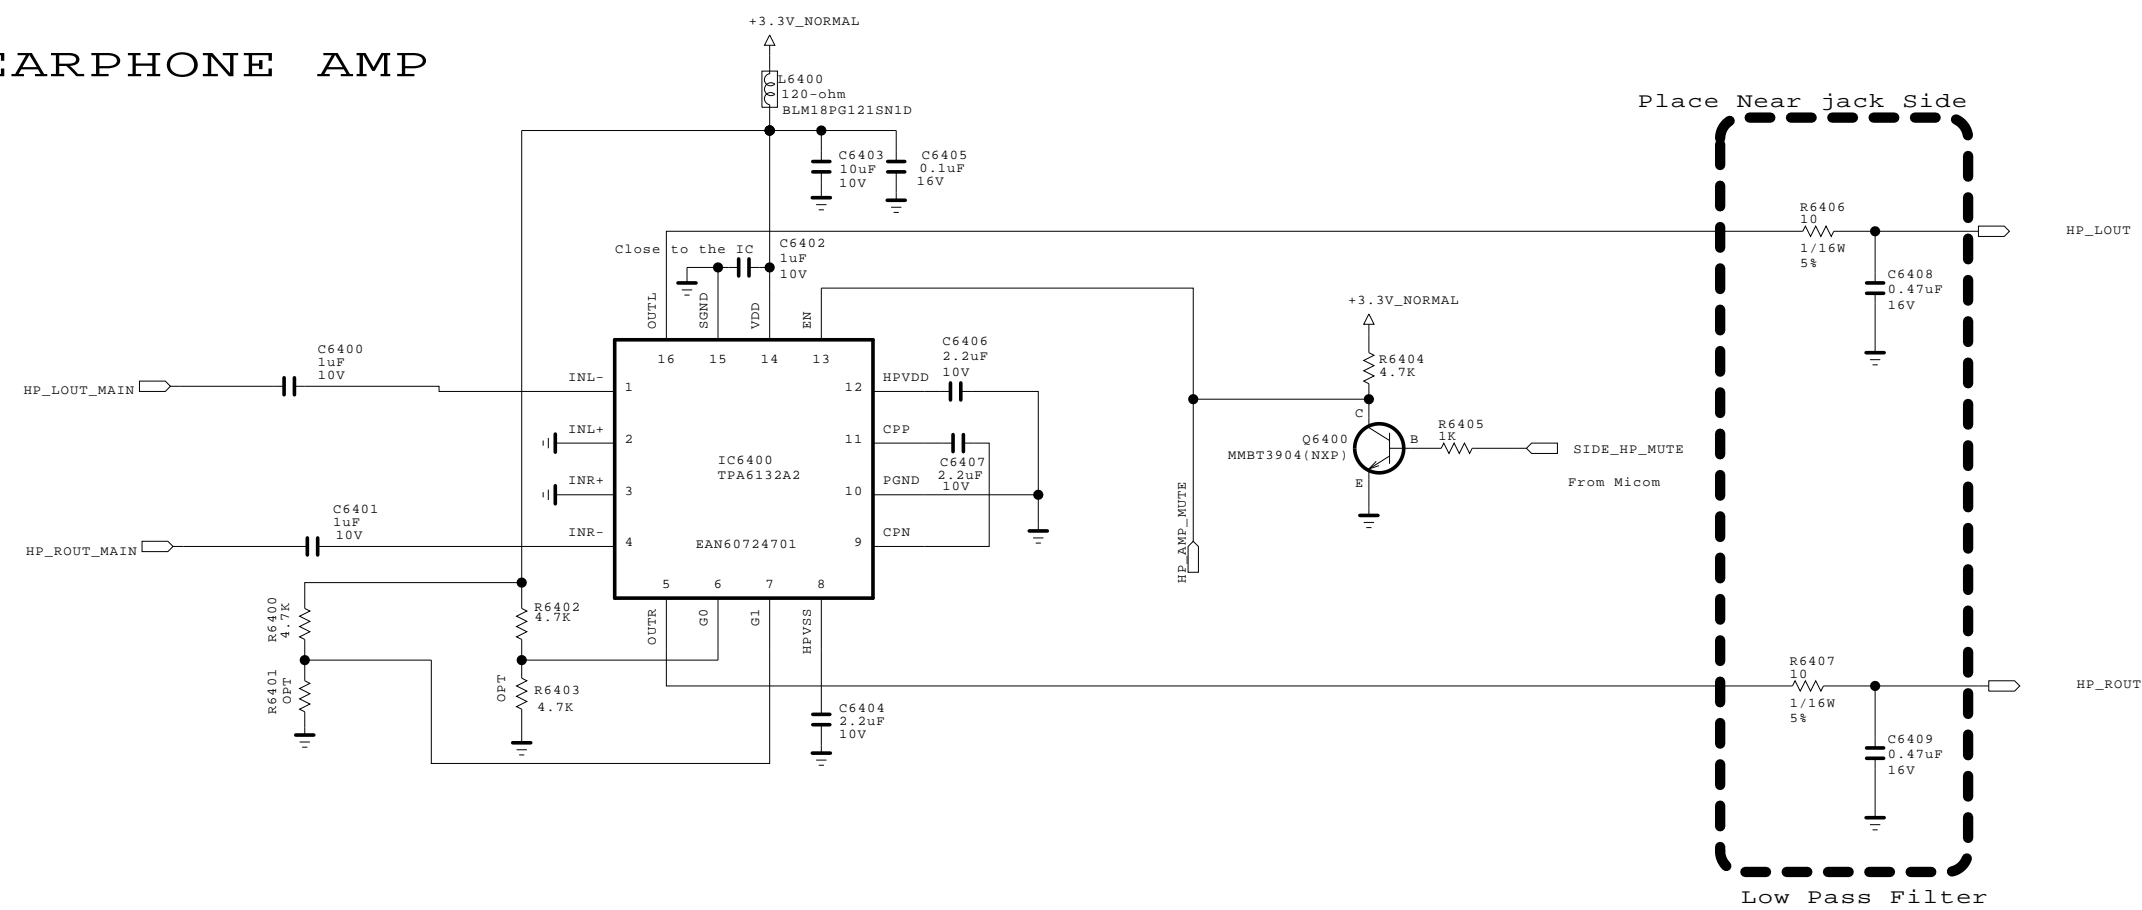 +3.3V_NORMAL
EARPHONE AMP
L6400
120-ohm
BLM18PG121SN1D
Place Near jack Side
C6403
10uF
10V
C6405
0.1uF
16V
R6406
10
1/16W
5%
HP_LOUT
C6408
0.47uF
16V
Close to the IC
C6402
1uF
10V
OUTL
SGND
VDD
EN
16
15
14
13
+3.3V_NORMAL
R6404
4.7K
C6400
1uF
10V
HP_LOUT_MAIN
INL-
1
INL+
2
INR+
3
INR-
4
IC6400
TPA6132A2
EAN60724701
C6406
2.2uF
10V
HPVDD
12
CPP
11
C6407
2.2uF
10V
PGND
10
CPN
9
C
Q6400
MMBT3904(NXP)
B
E
R6405
1K
SIDE_HP_MUTE
From Micom
HP_AMP_MUTE
C6401
1uF
10V
HP_ROUT_MAIN
5
6
7
8
OUTR
G0
G1
HPVSS
R6400
4.7K
R6402
4.7K
R6401
OPT
OPT
R6403
4.7K
C6404
2.2uF
10V
R6407
10
1/16W
5%
HP_ROUT
C6409
0.47uF
16V
Low Pass Filter